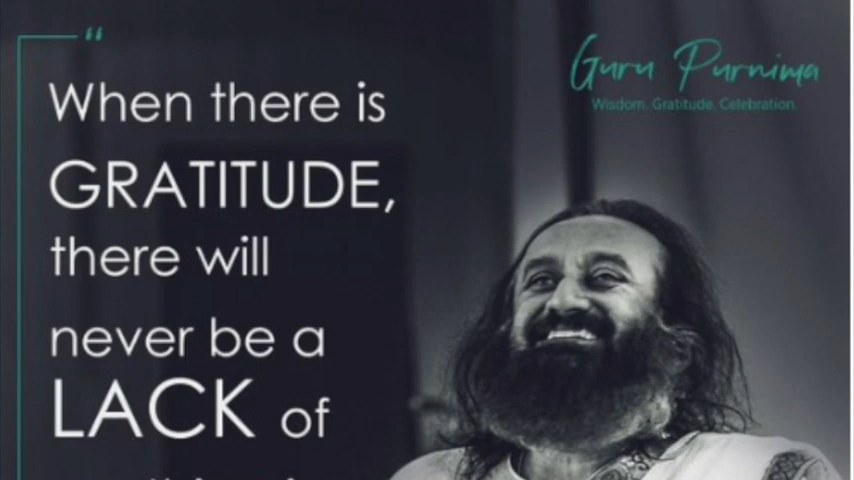 “
When there is
GRATITUDE,
there will
never be a
LACK of
Guru Purnima
Wisdom. Gratitude. Celebration.